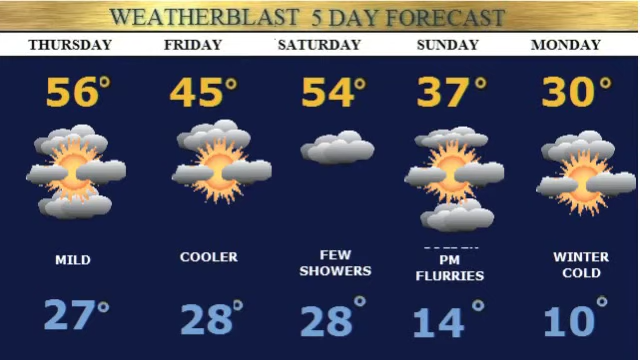 WEATHERBLAST 5 DAY FORECAST
THURSDAY FRIDAY SATURDAY SUNDAY MONDAY
56° 45° 54° 37° 30°
MILD COOLER FEW SHOWERS PM FLURRIES WINTER COLD
27° 28° 28° 14° 10°